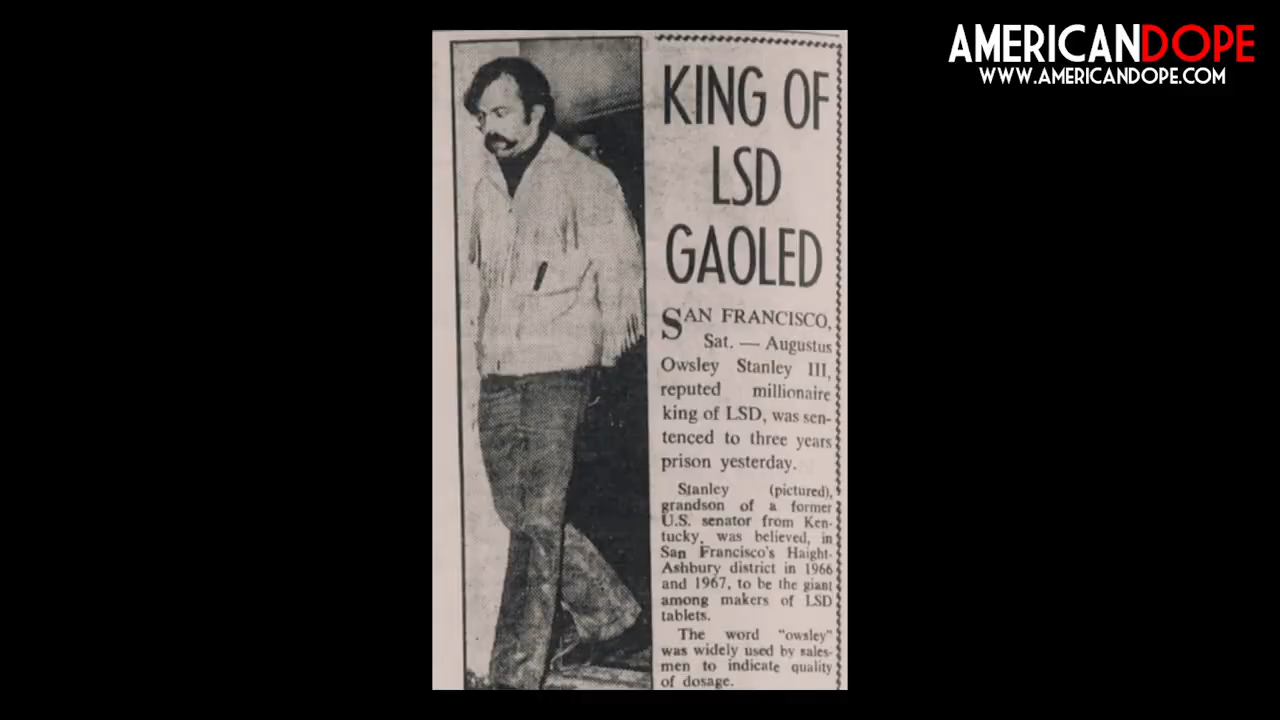 AMERICANDOPE
WWW.AMERICANDOPE.COM
KING OF
LSD
GAOLED
SAN FRANCISCO,
Sat. — Augustus
Owsley Stanley III,
reputed millionaire
king of LSD, was sen-
tenced to three years
prison yesterday.
Stanley (pictured),
grandson of a former
U.S. senator from Ken-
tucky, was believed, in
San Francisco's Haight-
Ashbury district in 1966
and 1967, to be the giant
among makers of LSD
tablets.
The word "owsley"
was widely used by sales-
men to indicate quality
of dosage.